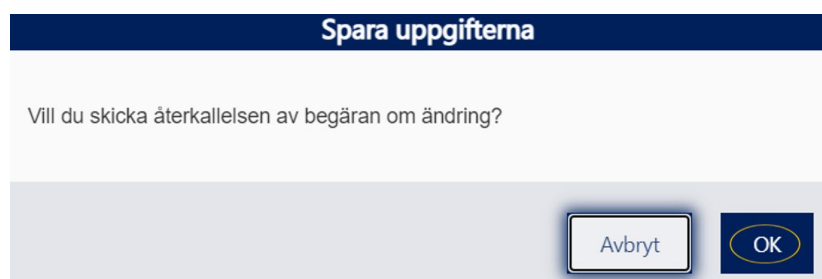 Spara uppgifterna
Vill du skicka återkallelsen av begäran om ändring?
Avbryt
OK